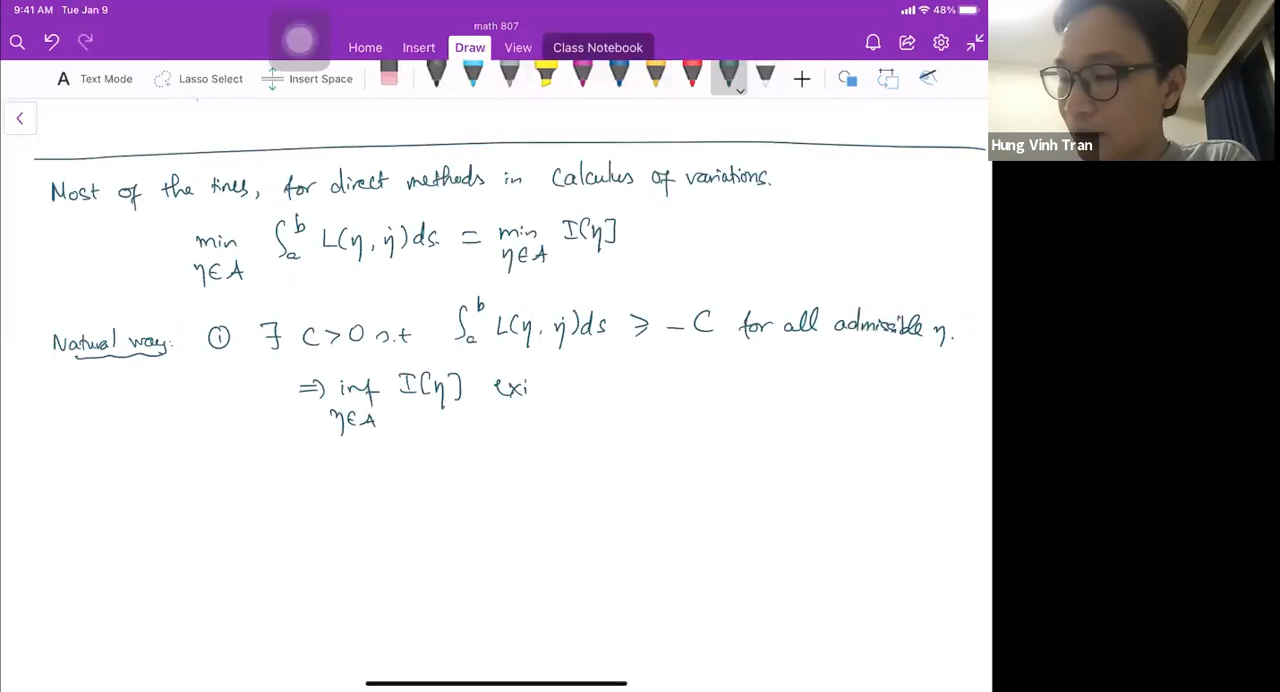 9:41 AM Tue Jan 9
48%
math 807
Home Insert Draw View Class Notebook
A Text Mode Lasso Select Insert Space
Hung Vinh Tran
Most of the times, for direct methods in Calculus of variations.
min ∫ₐᵇ L(η, η̇)ds = min I[η]
η∈A η∈A
Natural way: ① ∃ C>0 s.t ∫ₐᵇ L(η, η̇)ds ≥ -C for all admissible η.
⇒ inf I[η] exi
η∈A